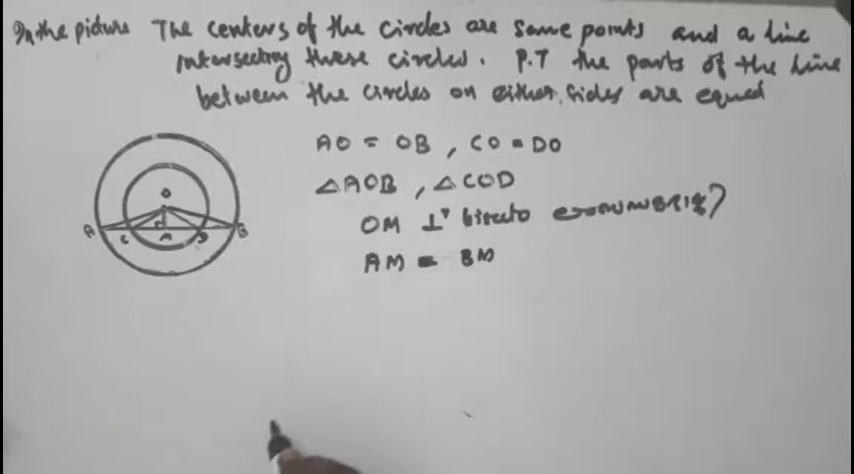 In the picture The centers of the circles are same points and a line
intersecting these circles. P.T the parts of the line
between the circles on either sides are equal
AO = OB, CO = DO
△AOB, △COD
OM ⊥r
AM = BM
O
A C M D B